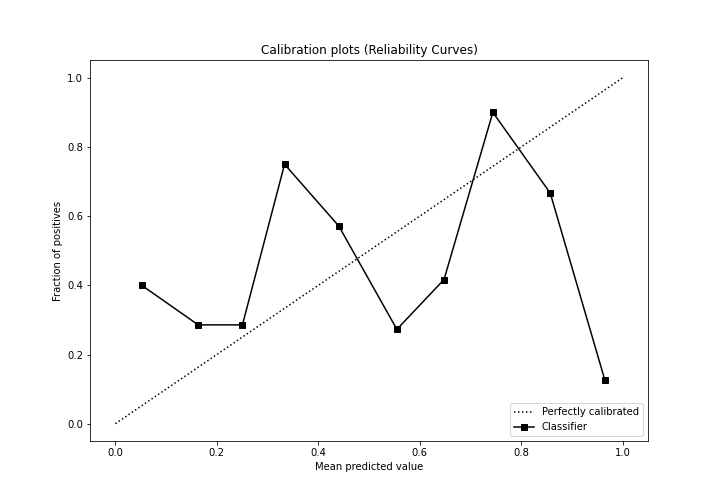 Calibration plots (Reliability Curves)
1.0
0.8
0.6
0.4
0.2
0.0
Fraction of positives
0.0 0.2 0.4 0.6 0.8 1.0
Mean predicted value
Perfectly calibrated
Classifier